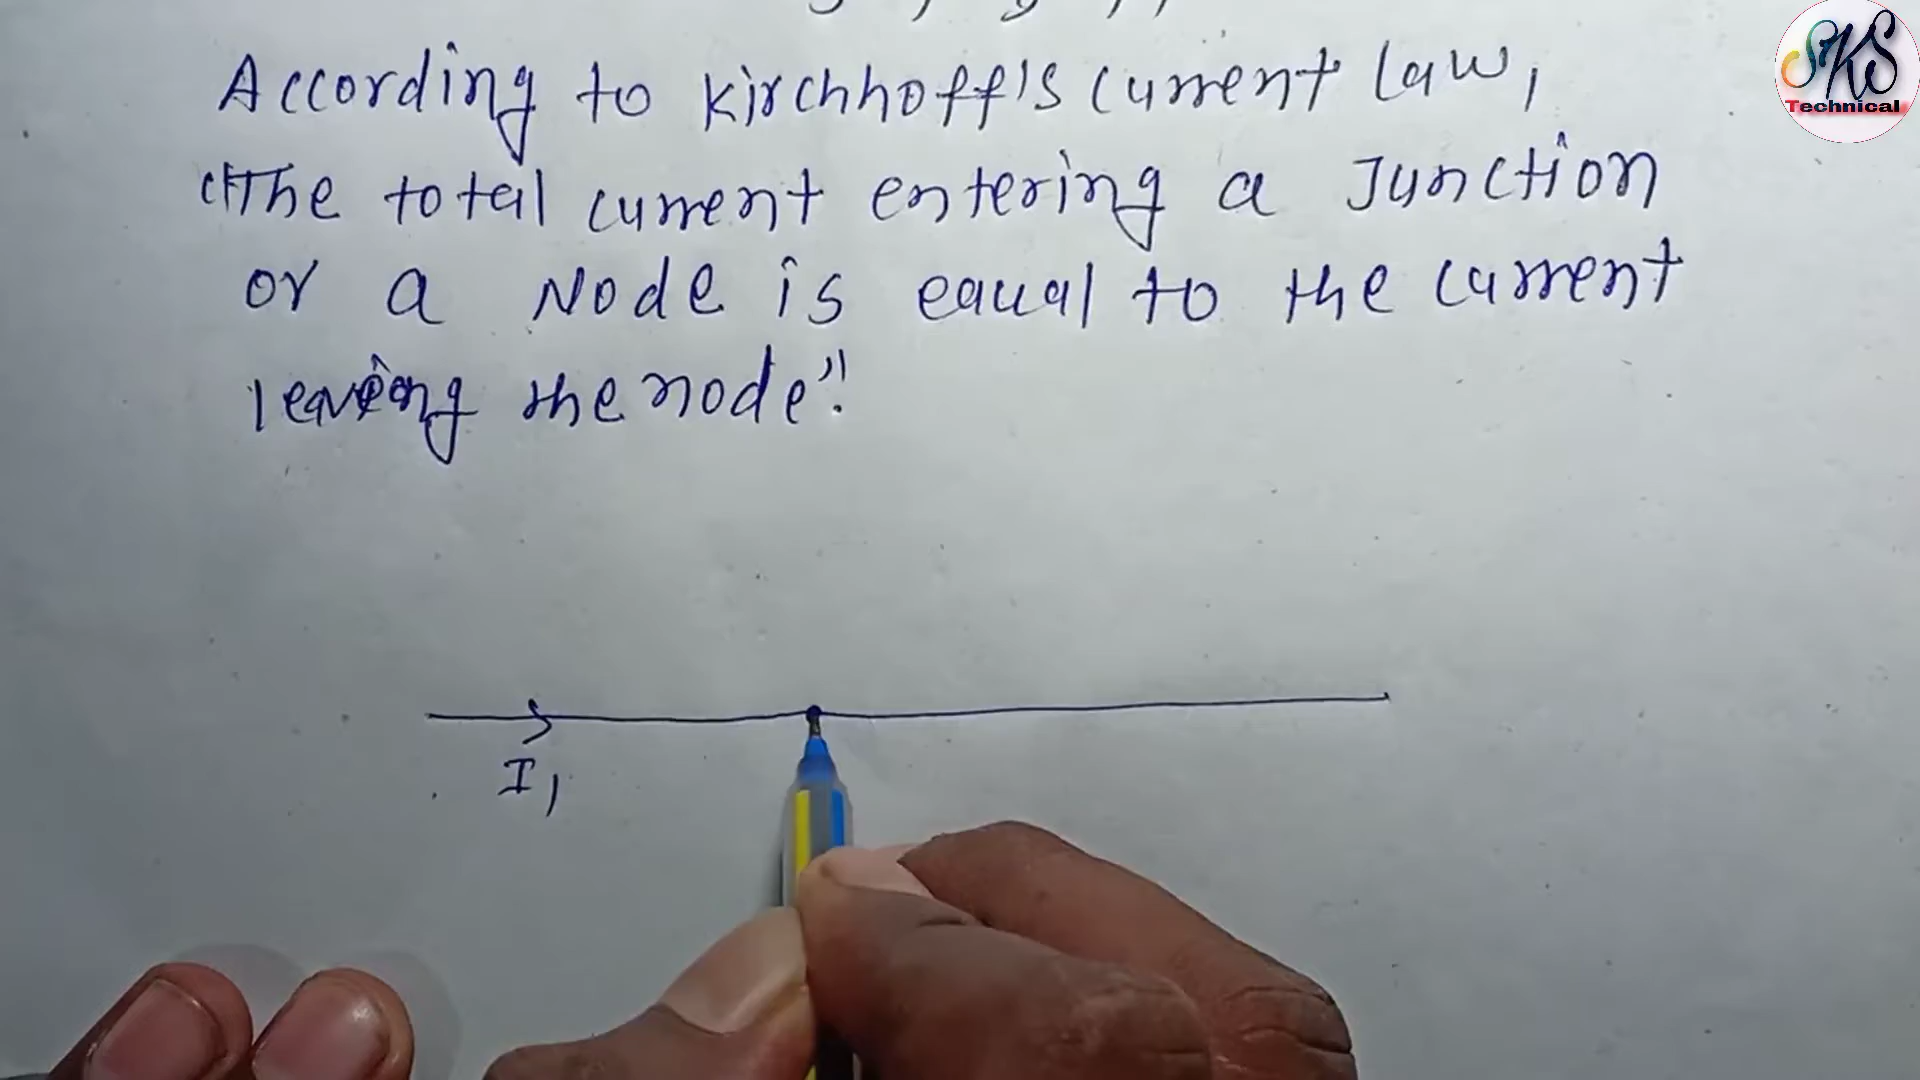 According to Kirchhoff's current law,
"The total current entering a Junction
or a Node is equal to the current
leaving the node".
I1
SKS
Technical